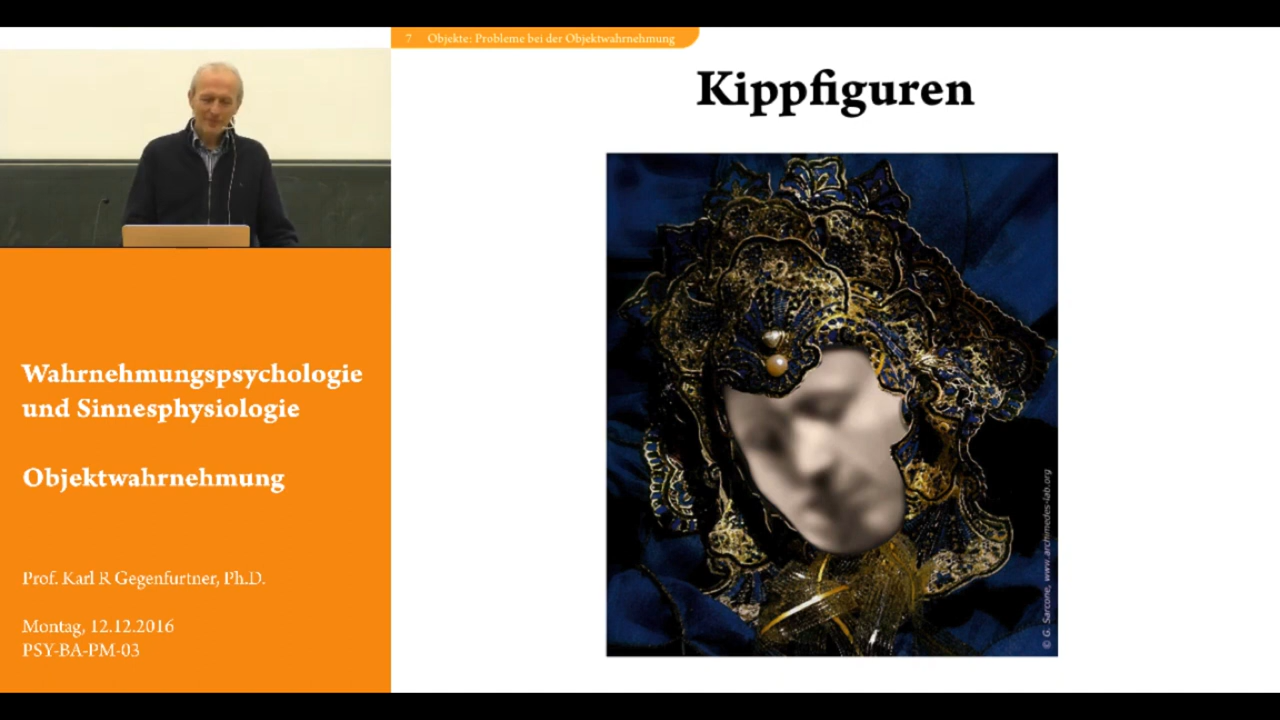 7 Objekte: Probleme bei der Objektwahrnehmung
Kippfiguren
Wahrnehmungspsychologie
und Sinnesphysiologie
Objektwahrnehmung
Prof. Karl R Gegenfurtner, Ph.D.
Montag, 12.12.2016
PSY-BA-PM-03
© G. Sarcone, www.archimedes-lab.org